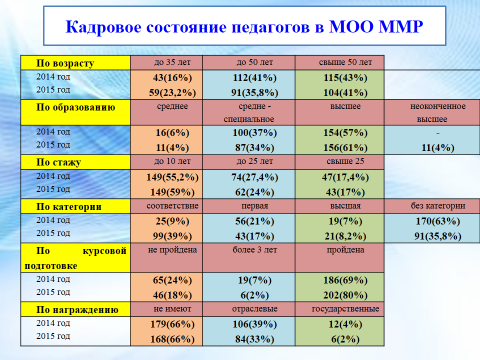 Кадровое состояние педагогов в МОО ММР
По возрасту до 35 лет до 50 лет свыше 50 лет
2014 год 43(16%) 112(41%) 115(43%)
2015 год 59(23,2%) 91(35,8%) 104(41%)
По образованию среднее средне - специальное высшее неоконченное высшее
2014 год 16(6%) 100(37%) 154(57%) -
2015 год 11(4%) 87(34%) 156(61%) 11(4%)
По стажу до 10 лет до 25 лет свыше 25
2014 год 149(55,2%) 74(27,4%) 47(17,4%)
2015 год 149(59%) 62(24%) 43(17%)
По категории соответствие первая высшая без категории
2014 год 25(9%) 56(21%) 19(7%) 170(63%)
2015 год 99(39%) 43(17%) 21(8,2%) 91(35,8%)
По курсовой подготовке не пройдена более 3 лет пройдена
2014 год 65(24%) 19(7%) 186(69%)
2015 год 46(18%) 6(2%) 202(80%)
По награждению не имеют отраслевые государственные
2014 год 179(66%) 106(39%) 12(4%)
2015 год 168(66%) 84(33%) 6(2%)